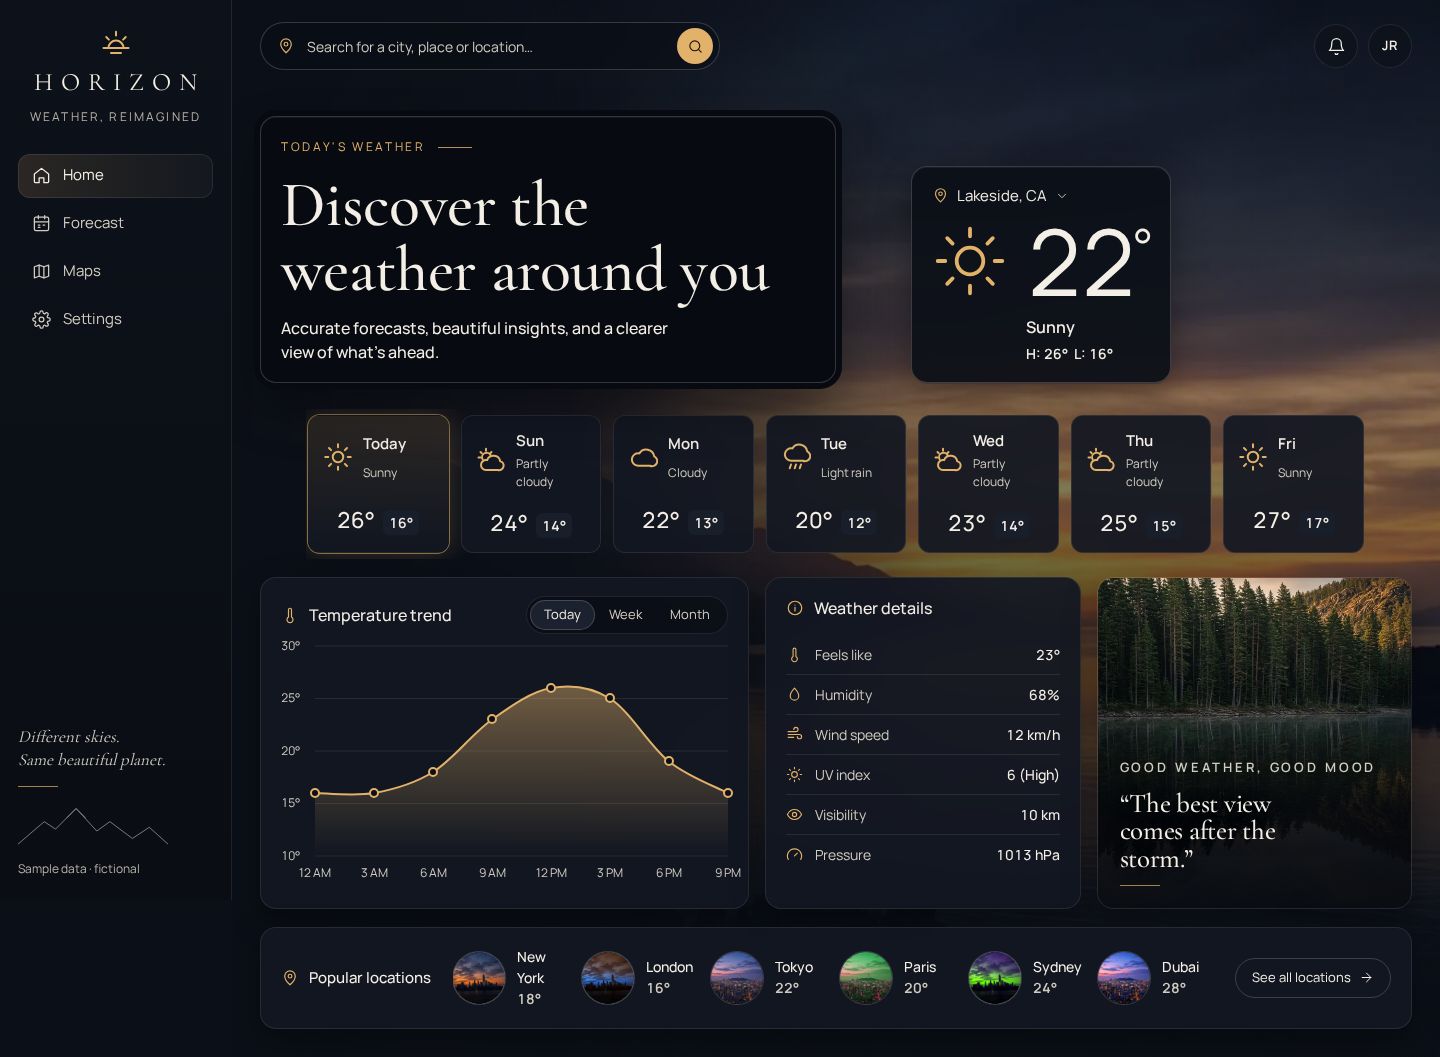 HORIZON
WEATHER, REIMAGINED
Home
Forecast
Maps
Settings
Different skies.
Same beautiful planet.
Sample data · fictional
Search for a city, place or location…
JR
TODAY'S WEATHER
Discover the
weather around you
Accurate forecasts, beautiful insights, and a clearer
view of what's ahead.
Lakeside, CA
22°
Sunny
H: 26° L: 16°
Today
Sunny
26° 16°
Sun
Partly
cloudy
24° 14°
Mon
Cloudy
22° 13°
Tue
Light rain
20° 12°
Wed
Partly
cloudy
23° 14°
Thu
Partly
cloudy
25° 15°
Fri
Sunny
27° 17°
Temperature trend
Today Week Month
30°
25°
20°
15°
10°
12 AM 3 AM 6 AM 9 AM 12 PM 3 PM 6 PM 9 PM
Weather details
Feels like 23°
Humidity 68%
Wind speed 12 km/h
UV index 6 (High)
Visibility 10 km
Pressure 1013 hPa
GOOD WEATHER, GOOD MOOD
“The best view
comes after the
storm.”
Popular locations
New
York
18°
London
16°
Tokyo
22°
Paris
20°
Sydney
24°
Dubai
28°
See all locations